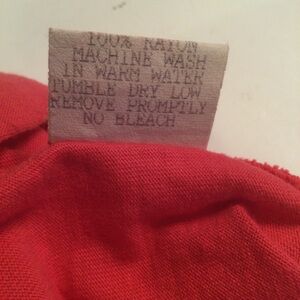 100% RAYON
MACHINE WASH
IN WARM WATER
TUMBLE DRY LOW
REMOVE PROMPTLY
NO BLEACH